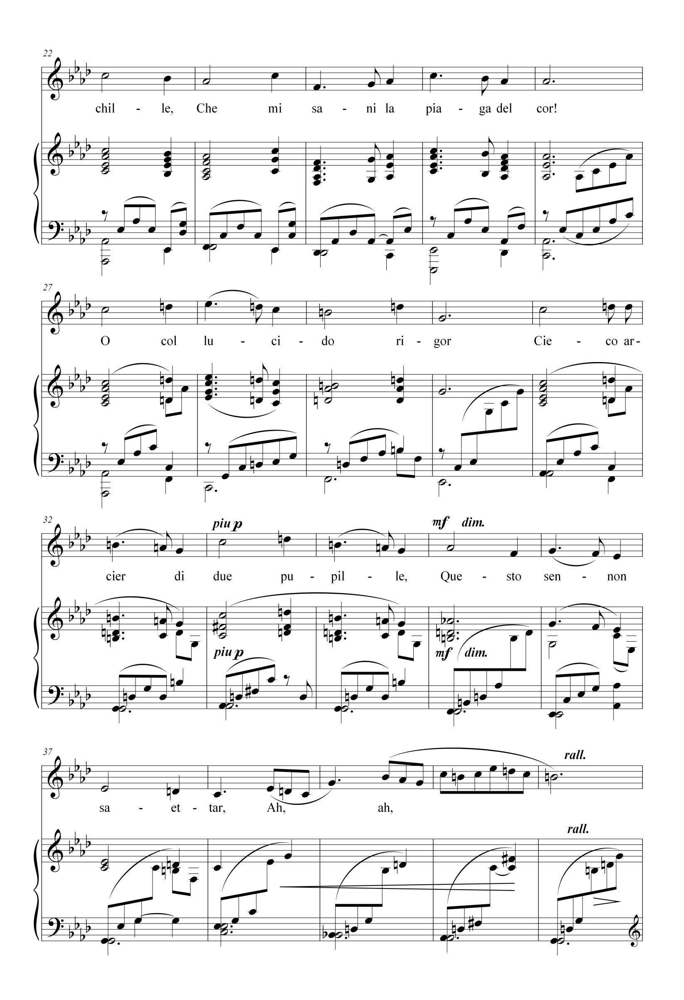 22
chil - le, Che mi sa - ni la pia - ga del cor!
27
O col lu - ci - do ri - gor Cie - co ar -
32
piu p mf dim.
cier di due pu - pil - le, Que - sto sen - non
piu p mf dim.
37
rall.
sa - et - tar, Ah, ah,
rall.